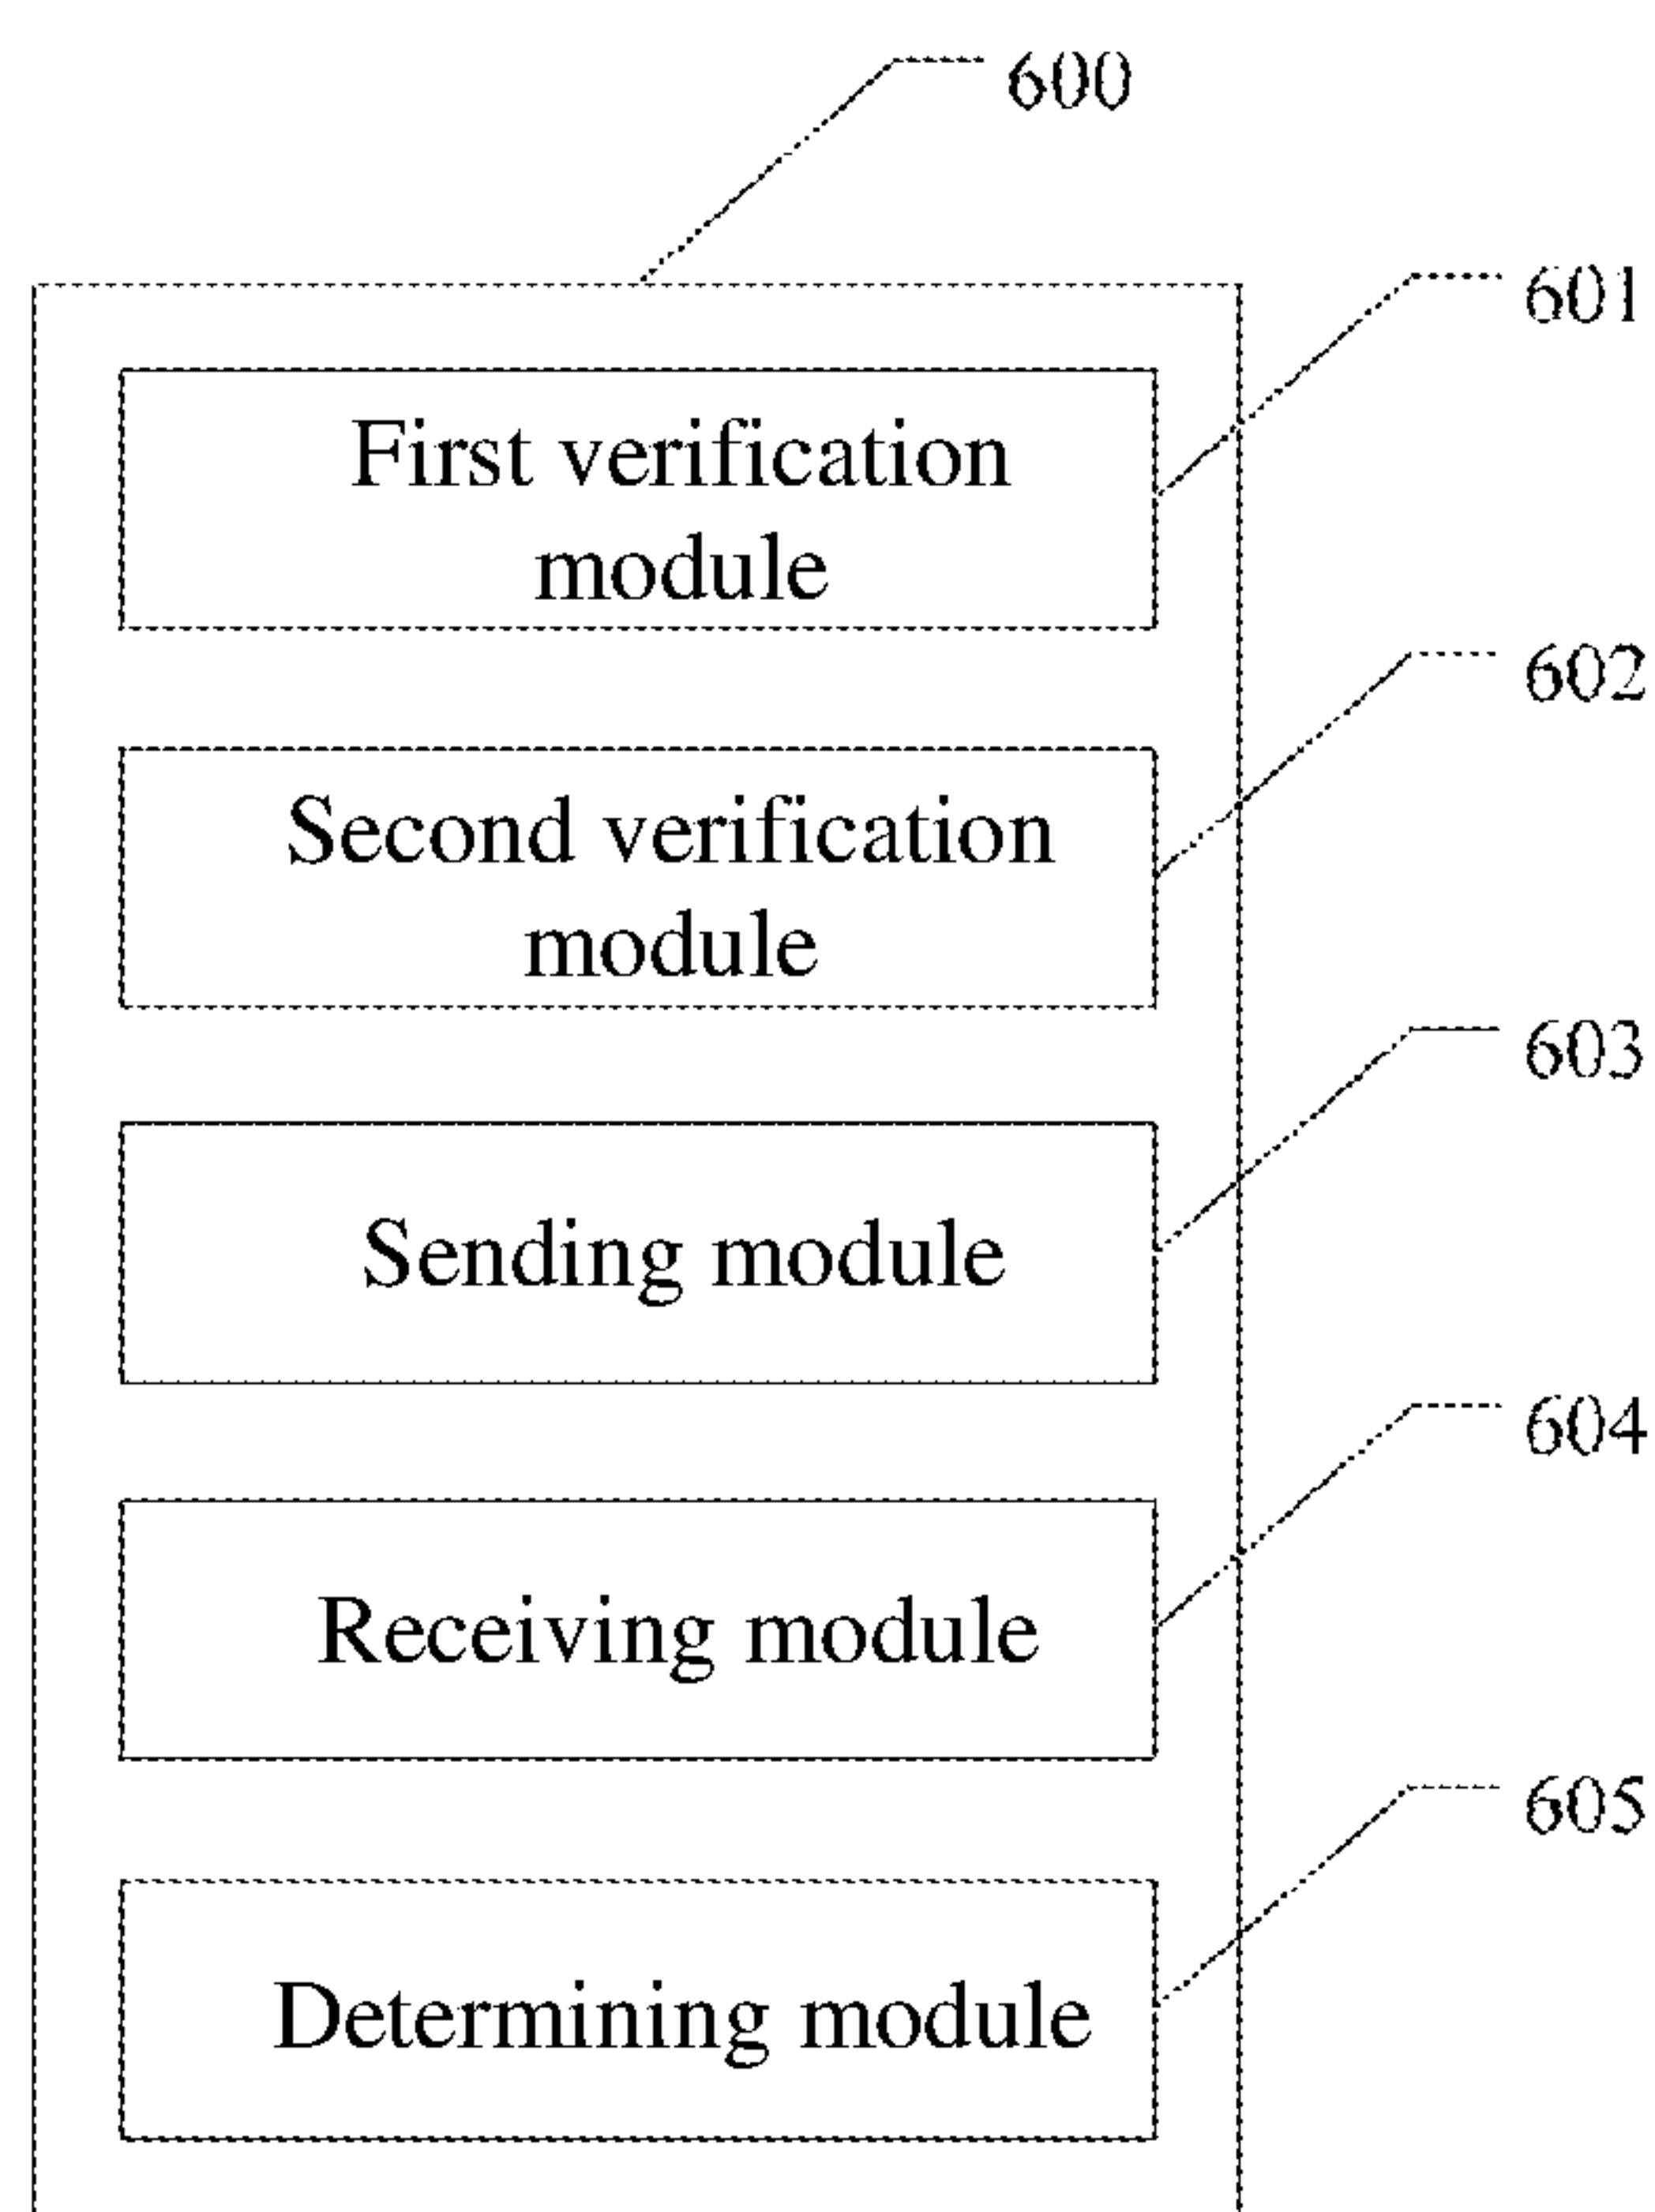 600
601
First verification
module
602
Second verification
module
603
Sending module
604
Receiving module
605
Determining module